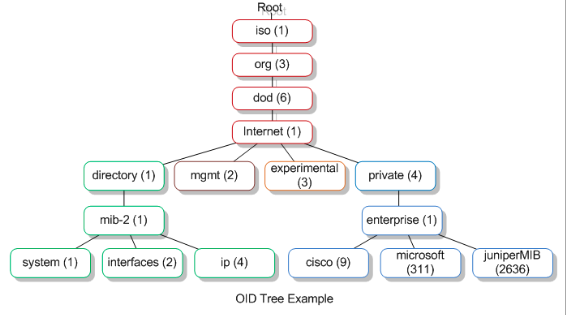 Root
iso (1)
org (3)
dod (6)
Internet (1)
directory (1)
mgmt (2)
experimental
(3)
private (4)
mib-2 (1)
enterprise (1)
system (1)
interfaces (2)
ip (4)
cisco (9)
microsoft
(311)
juniperMIB
(2636)
OID Tree Example